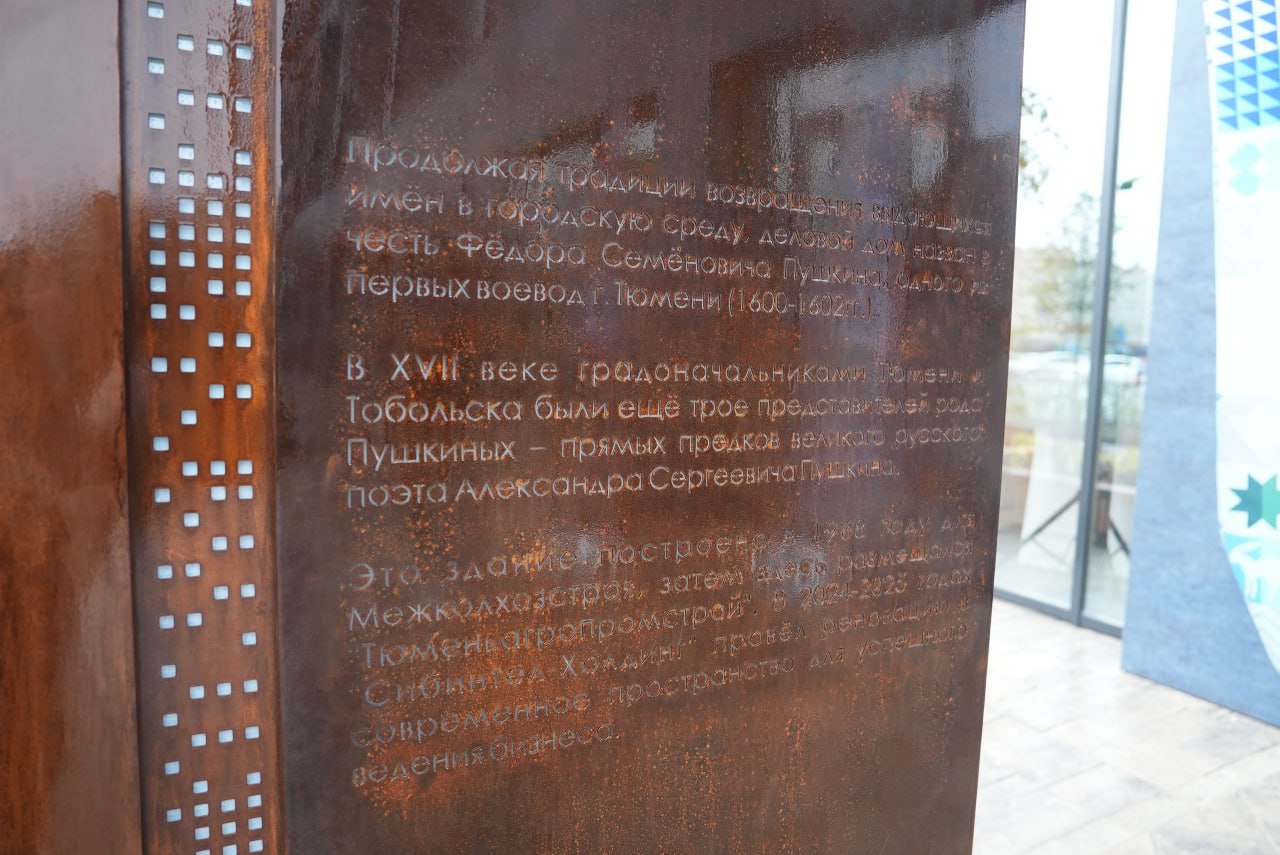 Продолжая традиции возвращения выдающихся
имён в городскую среду, деловой дом назван в
честь Фёдора Семёновича Пушкина, одного из
первых воевод г. Тюмени (1600-1602гг.).
В XVII веке градоначальниками Тюмени и
Тобольска были ещё трое представителей рода
Пушкиных – прямых предков великого русского
поэта Александра Сергеевича Пушкина.
Это здание построено в году для
Межколхозстроя, затем здесь размещался
"Тюменьагропромстрой". В 2024-2025 годах
"Сибинтел Холдинг" провёл реновацию в
современное пространство для успешного
ведения бизнеса.